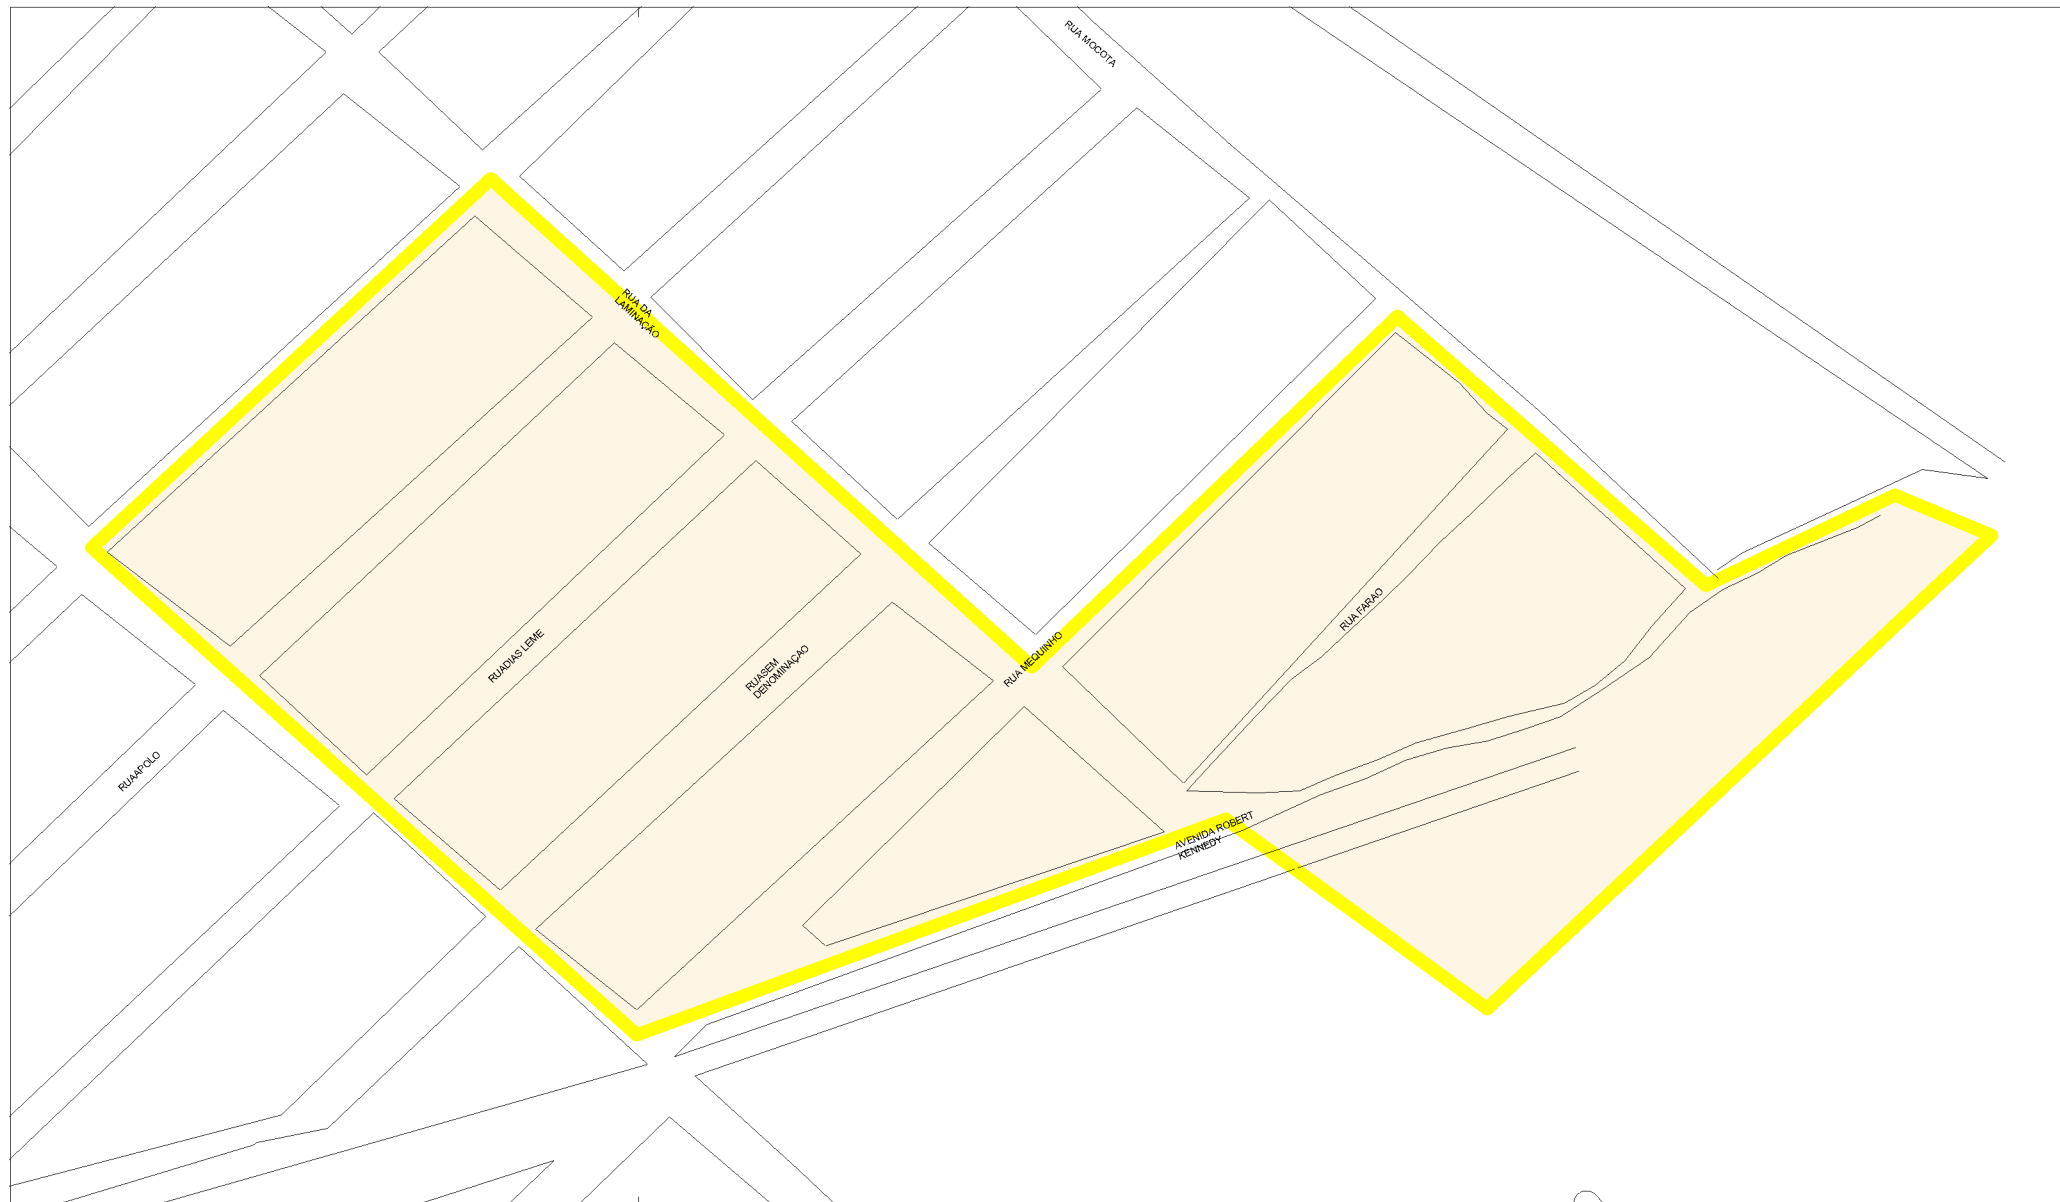 RUA MOCOTA
RUA DA
LAMINAÇÃO
RUA FARAO
RUADIAS LEME
RUASEM
DENOMINAÇAO
RUA MEQUINHO
RUAAPOLO
AVENIDA ROBERT
KENNEDY